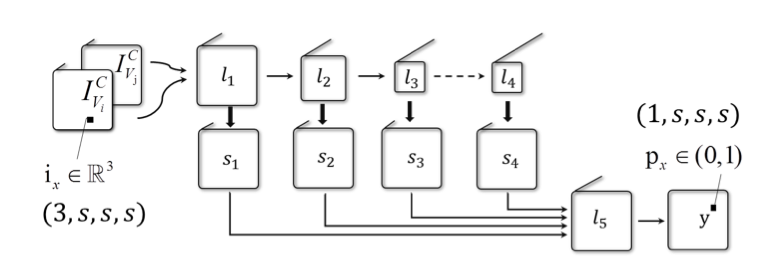 I^C_{V_j}
I^C_{V_i}
l_1
l_2
l_3
l_4
s_1
s_2
s_3
s_4
i_x ∈ ℝ^3
(3,s,s,s)
(1,s,s,s)
p_x ∈ (0,1)
l_5
y